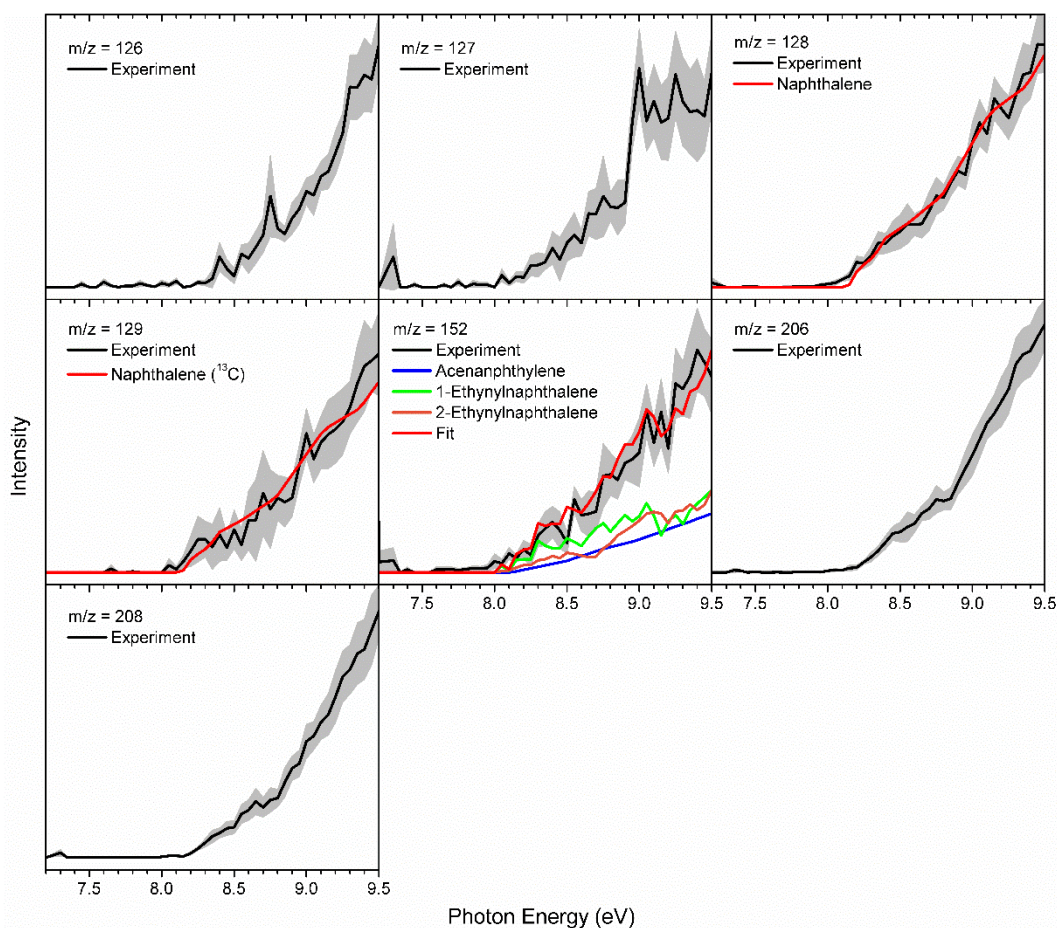 m/z = 126
Experiment
m/z = 127
Experiment
m/z = 128
Experiment
Naphthalene
m/z = 129
Experiment
Naphthalene (¹³C)
m/z = 152
Experiment
Acenanphthylene
1-Ethynylnaphthalene
2-Ethynylnaphthalene
Fit
m/z = 206
Experiment
Intensity
7.5 8.0 8.5 9.0 9.5
7.5 8.0 8.5 9.0 9.5
m/z = 208
Experiment
7.5 8.0 8.5 9.0 9.5
Photon Energy (eV)